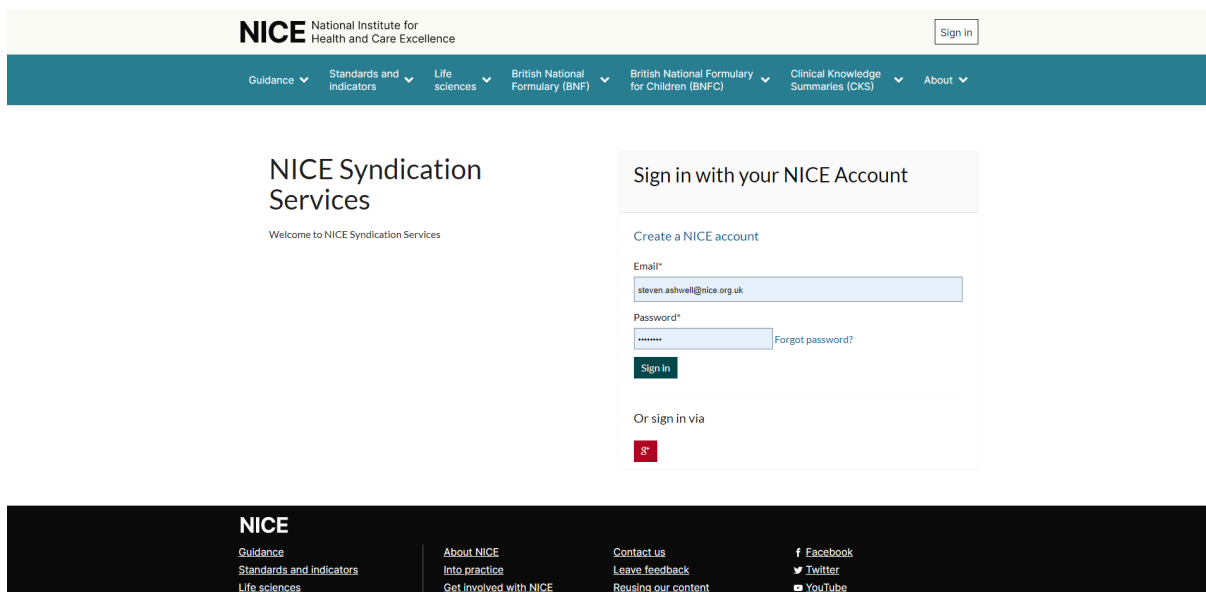 NICE National Institute for
Health and Care Excellence
Sign in
Guidance
Standards and
indicators
Life
sciences
British National
Formulary (BNF)
British National Formulary
for Children (BNFC)
Clinical Knowledge
Summaries (CKS)
About
NICE Syndication
Services
Welcome to NICE Syndication Services
Sign in with your NICE Account
Create a NICE account
Email*
steven.ashwell@nice.org.uk
Password*
••••••••
Forgot password?
Sign in
Or sign in via
g+
NICE
Guidance
Standards and indicators
Life sciences
About NICE
Into practice
Get involved with NICE
Contact us
Leave feedback
Reusing our content
Facebook
Twitter
YouTube